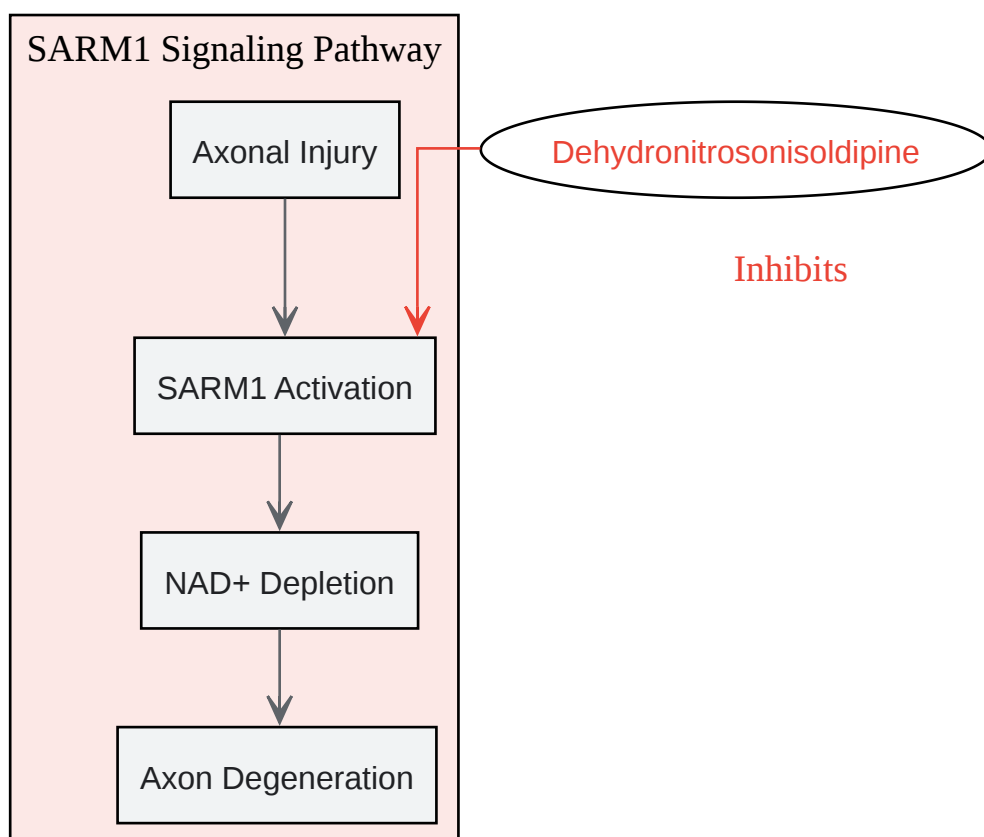 SARM1 Signaling Pathway
Axonal Injury
Dehydronitrosonisoldipine
Inhibits
SARM1 Activation
NAD+ Depletion
Axon Degeneration